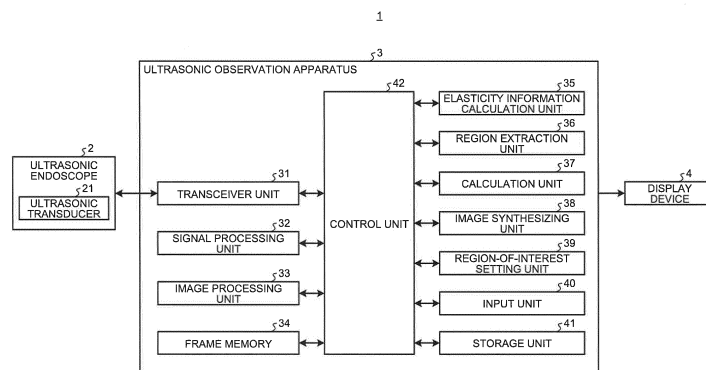 1
3
ULTRASONIC OBSERVATION APPARATUS
2
ULTRASONIC
ENDOSCOPE
21
ULTRASONIC
TRANSDUCER
31
TRANSCEIVER UNIT
32
SIGNAL PROCESSING
UNIT
33
IMAGE PROCESSING
UNIT
34
FRAME MEMORY
42
CONTROL UNIT
35
ELASTICITY INFORMATION
CALCULATION UNIT
36
REGION EXTRACTION
UNIT
37
CALCULATION UNIT
38
IMAGE SYNTHESIZING
UNIT
39
REGION-OF-INTEREST
SETTING UNIT
40
INPUT UNIT
41
STORAGE UNIT
4
DISPLAY
DEVICE